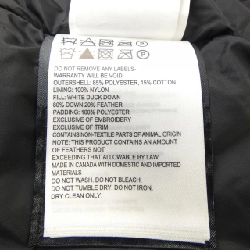 DO NOT REMOVE ANY LABELS-
WARRANTY WILL BE VOID
OUTERSHELL: 85% POLYESTER, 15% COTTON
LINING: 100% NYLON
FILL: WHITE DUCK DOWN
80% DOWN 20% FEATHER
PADDING: 100% POLYESTER
EXCLUSIVE OF EMBROIDERY
EXCLUSIVE OF TRIM
CONTAINS NON-TEXTILE PARTS OF ANIMAL ORIGIN
NOTE: THIS PRODUCT CONTAINS AN AMOUNT
OF FEATHERS NOT
EXCEEDING THAT ALLOWABLE BY LAW
MADE IN CANADA WITH DOMESTIC AND IMPORTED
MATERIALS
DO NOT WASH. DO NOT BLEACH.
DO NOT TUMBLE DRY. DO NOT IRON.
DRY CLEAN ONLY